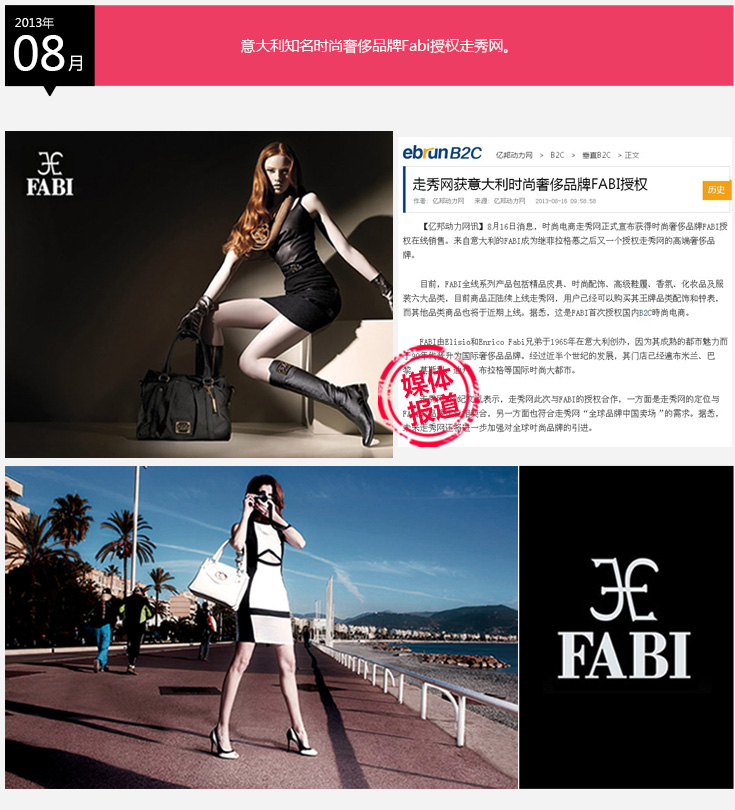 2013年
08月
意大利知名时尚奢侈品牌Fabi授权走秀网。
FABI
ebrun B2C 亿邦动力网 > B2C > 垂直B2C > 正文
走秀网获意大利时尚奢侈品牌FABI授权
历史
作者: 亿邦动力网 来源: 亿邦动力网 2013-08-16 09:58:58
【亿邦动力网讯】8月16日消息，时尚电商走秀网正式宣布获得时尚奢侈品牌FABI授
权在线销售。来自意大利的FABI成为继菲拉格慕之后又一个授权走秀网的高端奢侈品
牌。
目前，FABI全线系列产品包括精品皮具、时尚配饰、高级鞋履、香氛、化妆品及服
装六大品类，目前商品正陆续上线走秀网，用户已经可以购买其王牌品类配饰和钟表，
而其他品类商品也将于近期上线。据悉，这是FABI首次授权国内B2C时尚电商。
FABI由Elisio和Enrico Fabi兄弟于1965年在意大利创办，因为其成熟的都市魅力而
升为国际奢侈品品牌。经过近半个世纪的发展，其门店已经遍布米兰、巴
布拉格等国际时尚大都市。
表示，走秀网此次与FABI的授权合作，一方面是走秀网的定位与
合，另一方面也符合走秀网“全球品牌中国卖场”的需求。据悉，
未来走秀网还将进一步加强对全球时尚品牌的引进。
媒体
报道
FABI